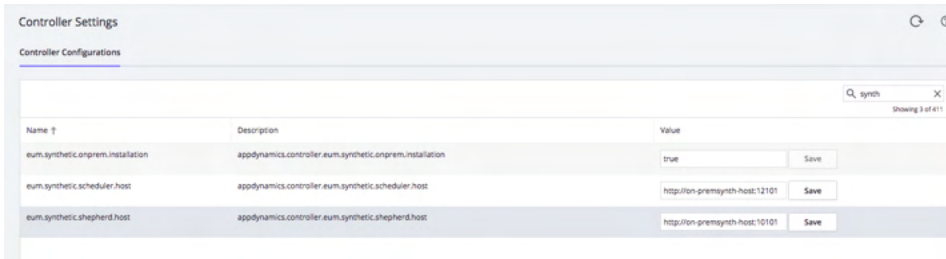 Controller Settings
Controller Configurations
synth
Showing 3 of 411
Name ↑ Description Value
eum.synthetic.onprem.installation appdynamics.controller.eum.synthetic.onprem.installation true Save
eum.synthetic.scheduler.host appdynamics.controller.eum.synthetic.scheduler.host http://on-premsynth-host:12101 Save
eum.synthetic.shepherd.host appdynamics.controller.eum.synthetic.shepherd.host http://on-premsynth-host:10101 Save